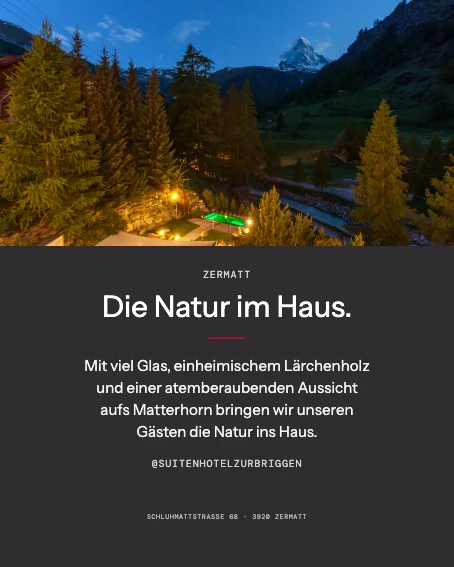 ZERMATT
Die Natur im Haus.
Mit viel Glas, einheimischem Lärchenholz
und einer atemberaubenden Aussicht
aufs Matterhorn bringen wir unseren
Gästen die Natur ins Haus.
@SUITENHOTELZURBRIGGEN
SCHLUHMATTSTRASSE 68 - 3920 ZERMATT